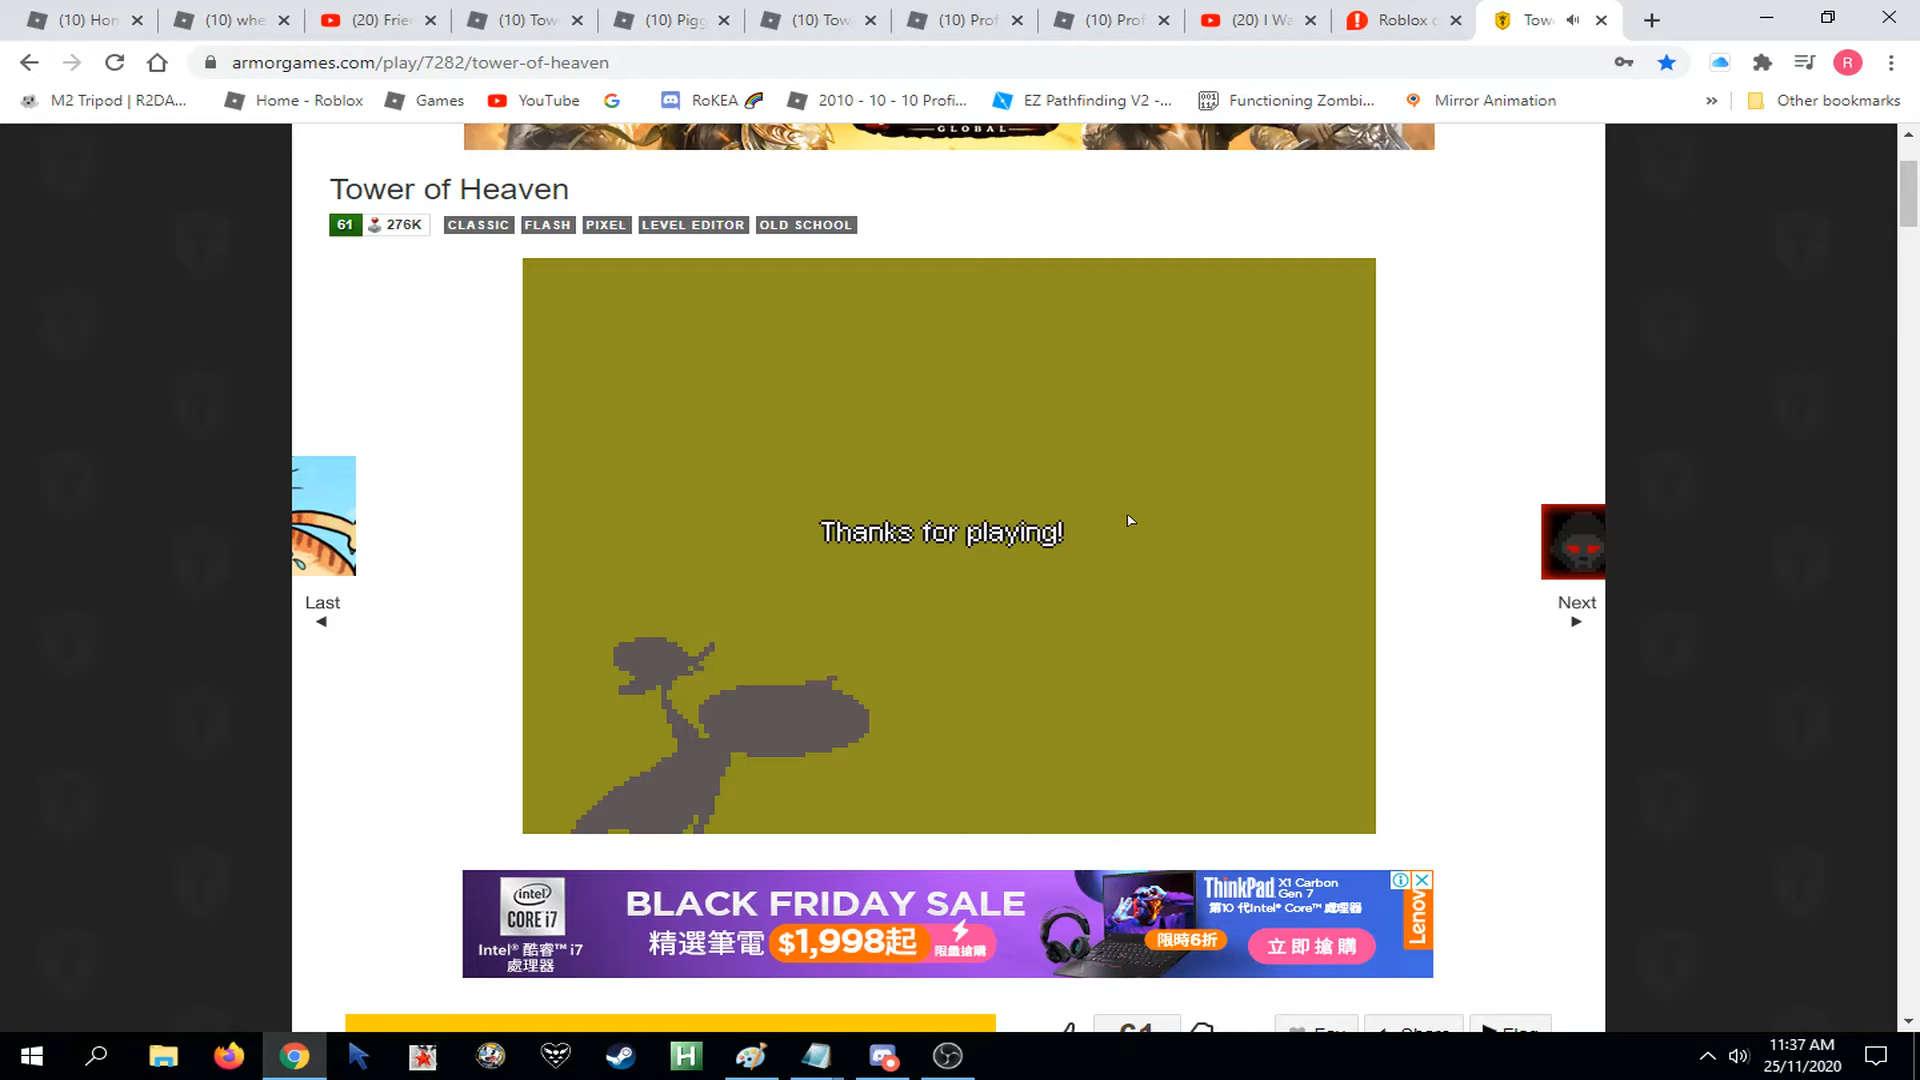 (10) Hon
(10) whe
(20) Frie
(10) Tow
(10) Pigg
(10) Tow
(10) Prof
(10) Prof
(20) I Wa
Roblox c
Tow
armorgames.com/play/7282/tower-of-heaven
R
M2 Tripod | R2DA...
Home - Roblox
Games
YouTube
RoKEA
2010 - 10 - 10 Profi...
EZ Pathfinding V2 -...
Functioning Zombi...
Mirror Animation
»
Other bookmarks
GLOBAL
Tower of Heaven
61
276K
CLASSIC
FLASH
PIXEL
LEVEL EDITOR
OLD SCHOOL
Thanks for playing!
Last
Next
intel
CORE i7
Intel® 酷睿™ i7
處理器
BLACK FRIDAY SALE
精選筆電 $1,998起 限量搶購
ThinkPad X1 Carbon Gen 7
第10 代Intel® Core™ 處理器
限時6折
立即搶購
Lenovo
61
Fav
Share
Flag
11:37 AM
25/11/2020